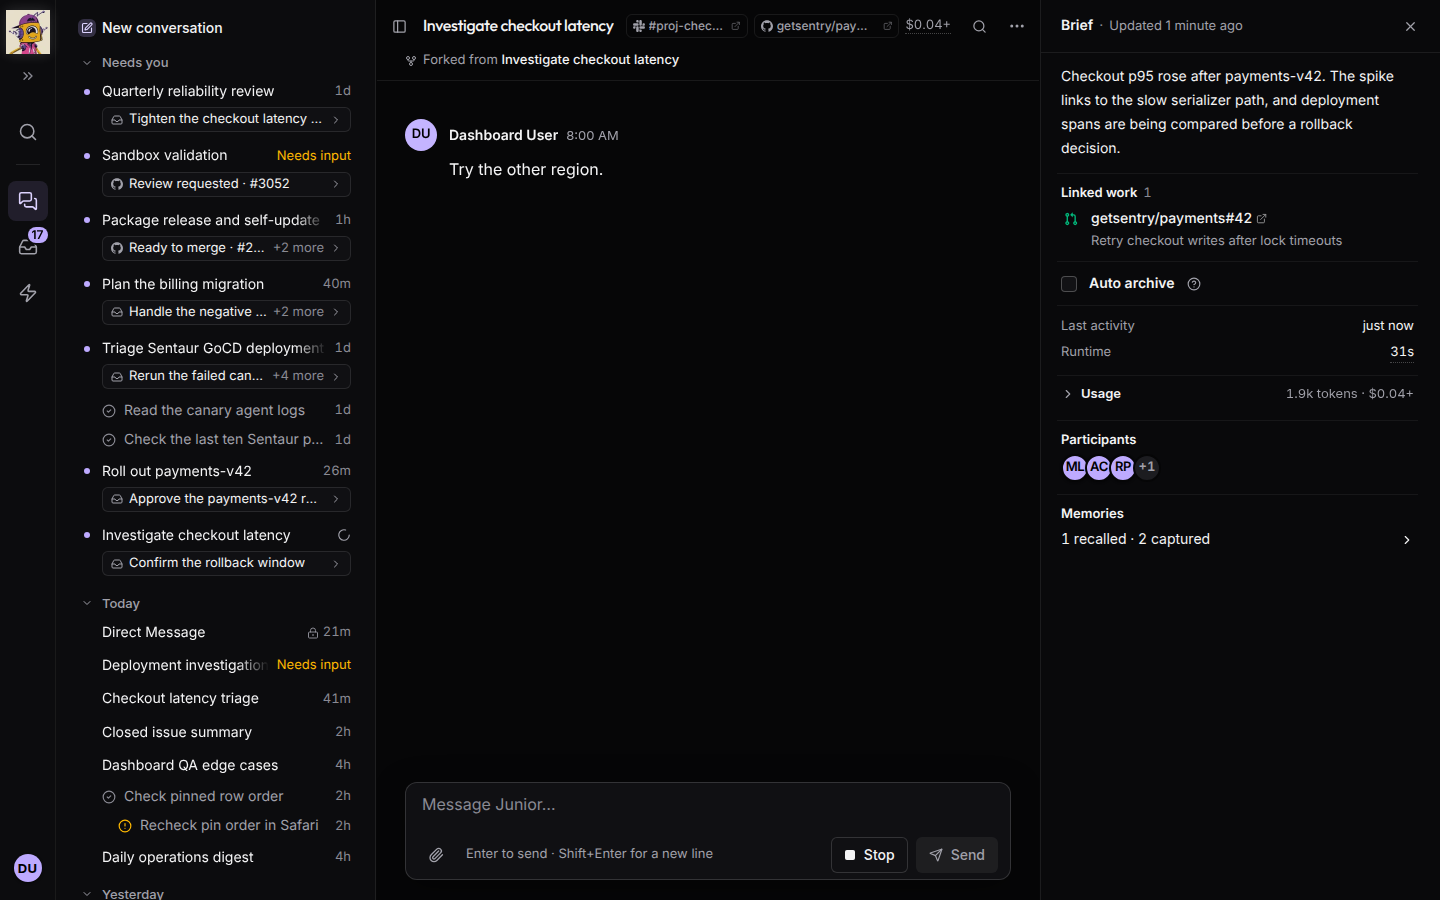 New conversation
Needs you
Quarterly reliability review 1d
Tighten the checkout latency ...
Sandbox validation Needs input
Review requested · #3052
Package release and self-update 1h
Ready to merge · #2... +2 more
Plan the billing migration 40m
Handle the negative ... +2 more
Triage Sentaur GoCD deployment 1d
Rerun the failed can... +4 more
Read the canary agent logs 1d
Check the last ten Sentaur p... 1d
Roll out payments-v42 26m
Approve the payments-v42 r...
Investigate checkout latency
Confirm the rollback window
Today
Direct Message 21m
Deployment investigation Needs input
Checkout latency triage 41m
Closed issue summary 2h
Dashboard QA edge cases 4h
Check pinned row order 2h
Recheck pin order in Safari 2h
Daily operations digest 4h
Yesterday
17
DU
Investigate checkout latency #proj-chec... getsentry/pay... $0.04+
Forked from Investigate checkout latency
DU Dashboard User 8:00 AM
Try the other region.
Message Junior...
Enter to send · Shift+Enter for a new line Stop Send
Brief · Updated 1 minute ago
Checkout p95 rose after payments-v42. The spike
links to the slow serializer path, and deployment
spans are being compared before a rollback
decision.
Linked work 1
getsentry/payments#42
Retry checkout writes after lock timeouts
Auto archive
Last activity just now
Runtime 31s
Usage 1.9k tokens · $0.04+
Participants
ML AC RP +1
Memories
1 recalled · 2 captured